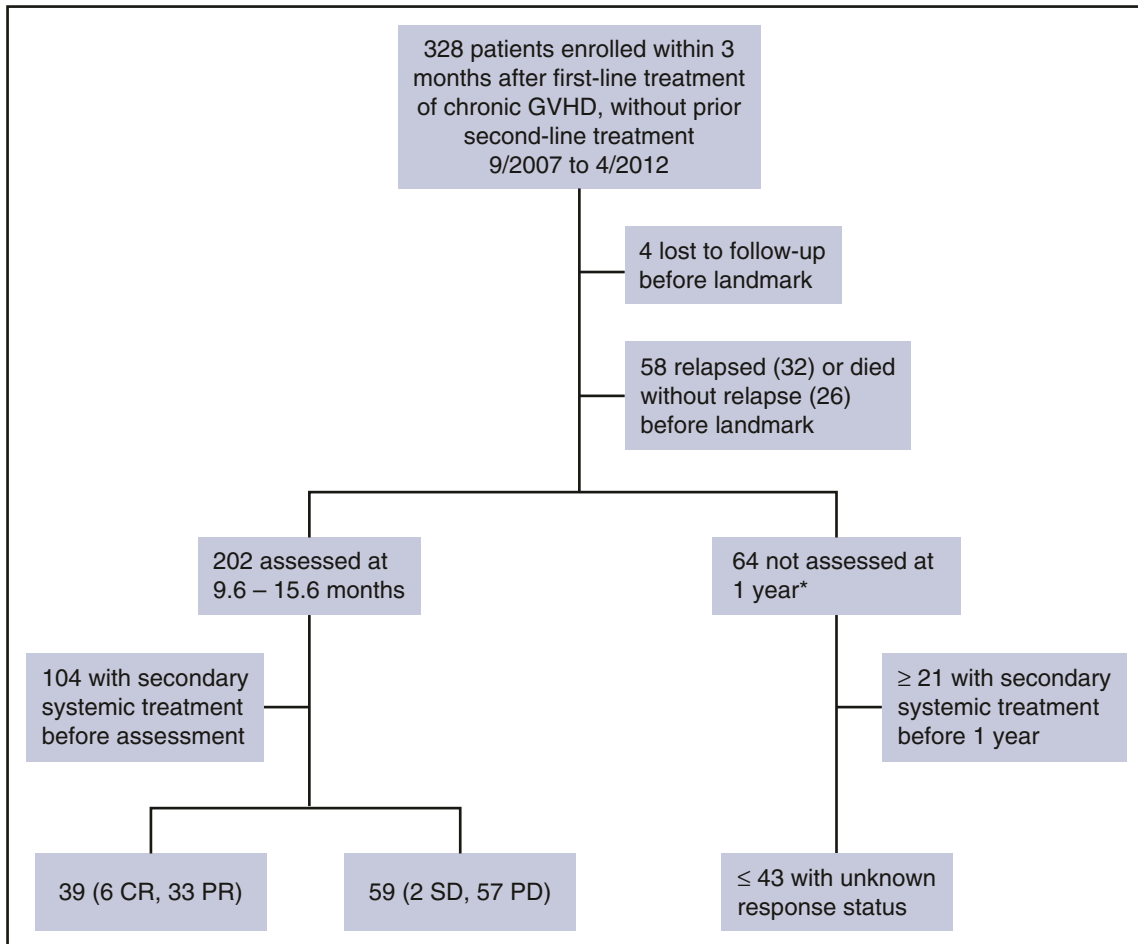 328 patients enrolled within 3
months after first-line treatment
of chronic GVHD, without prior
second-line treatment
9/2007 to 4/2012
4 lost to follow-up
before landmark
58 relapsed (32) or died
without relapse (26)
before landmark
202 assessed at
9.6 – 15.6 months
64 not assessed at
1 year*
104 with secondary
systemic treatment
before assessment
≥ 21 with secondary
systemic treatment
before 1 year
39 (6 CR, 33 PR)
59 (2 SD, 57 PD)
≤ 43 with unknown
response status